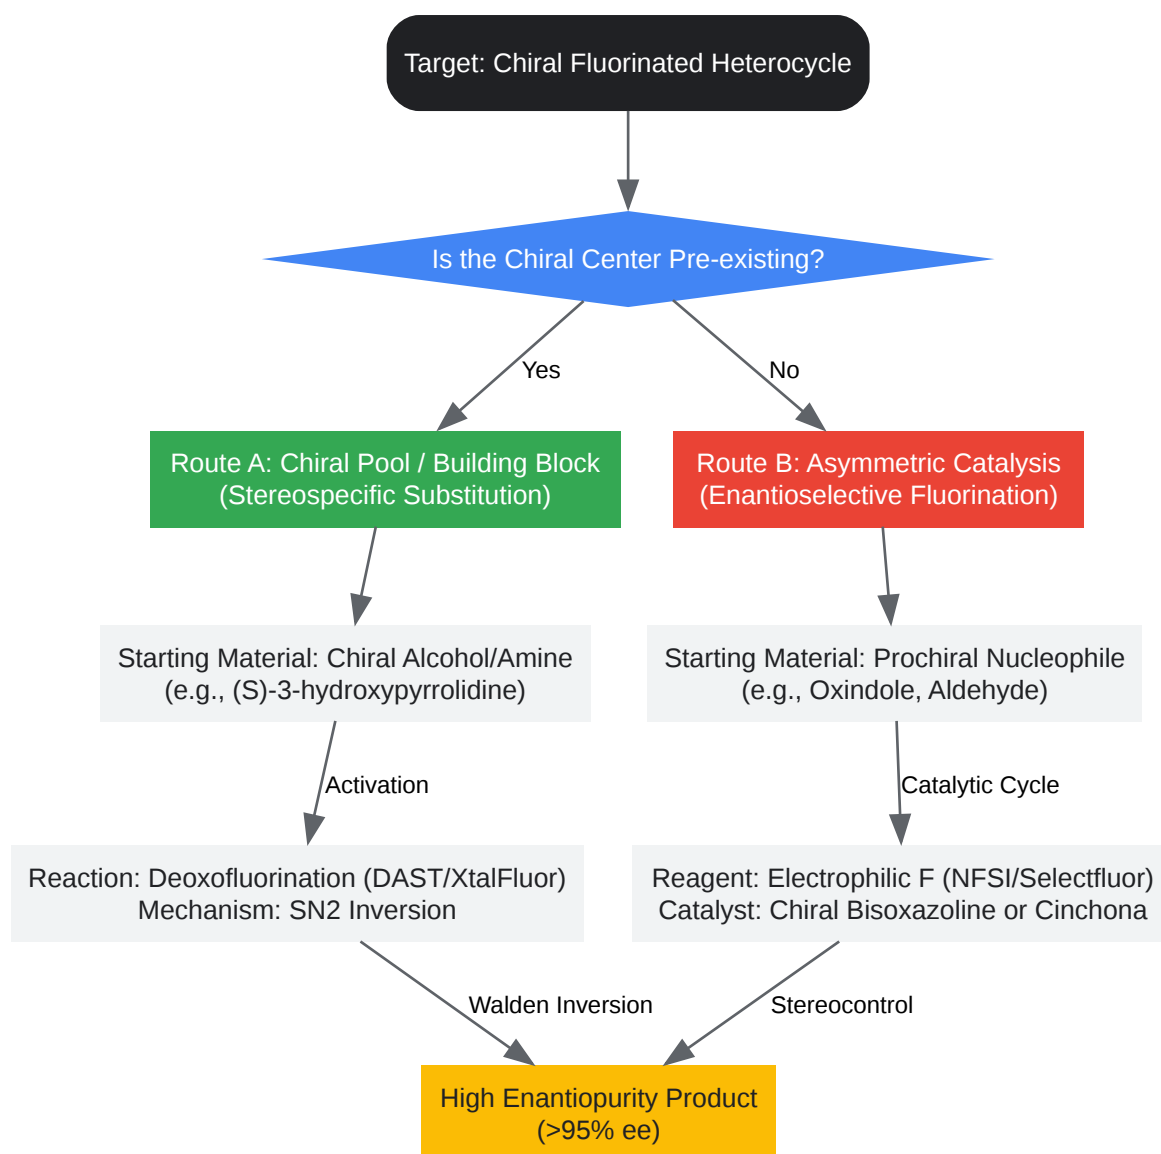 Target: Chiral Fluorinated Heterocycle
Is the Chiral Center Pre-existing?
Yes
No
Route A: Chiral Pool / Building Block
(Stereospecific Substitution)
Route B: Asymmetric Catalysis
(Enantioselective Fluorination)
Starting Material: Chiral Alcohol/Amine
(e.g., (S)-3-hydroxypyrrolidine)
Starting Material: Prochiral Nucleophile
(e.g., Oxindole, Aldehyde)
Activation
Catalytic Cycle
Reaction: Deoxofluorination (DAST/XtalFluor)
Mechanism: SN2 Inversion
Reagent: Electrophilic F (NFSI/Selectfluor)
Catalyst: Chiral Bisoxazoline or Cinchona
Walden Inversion
Stereocontrol
High Enantiopurity Product
(>95% ee)